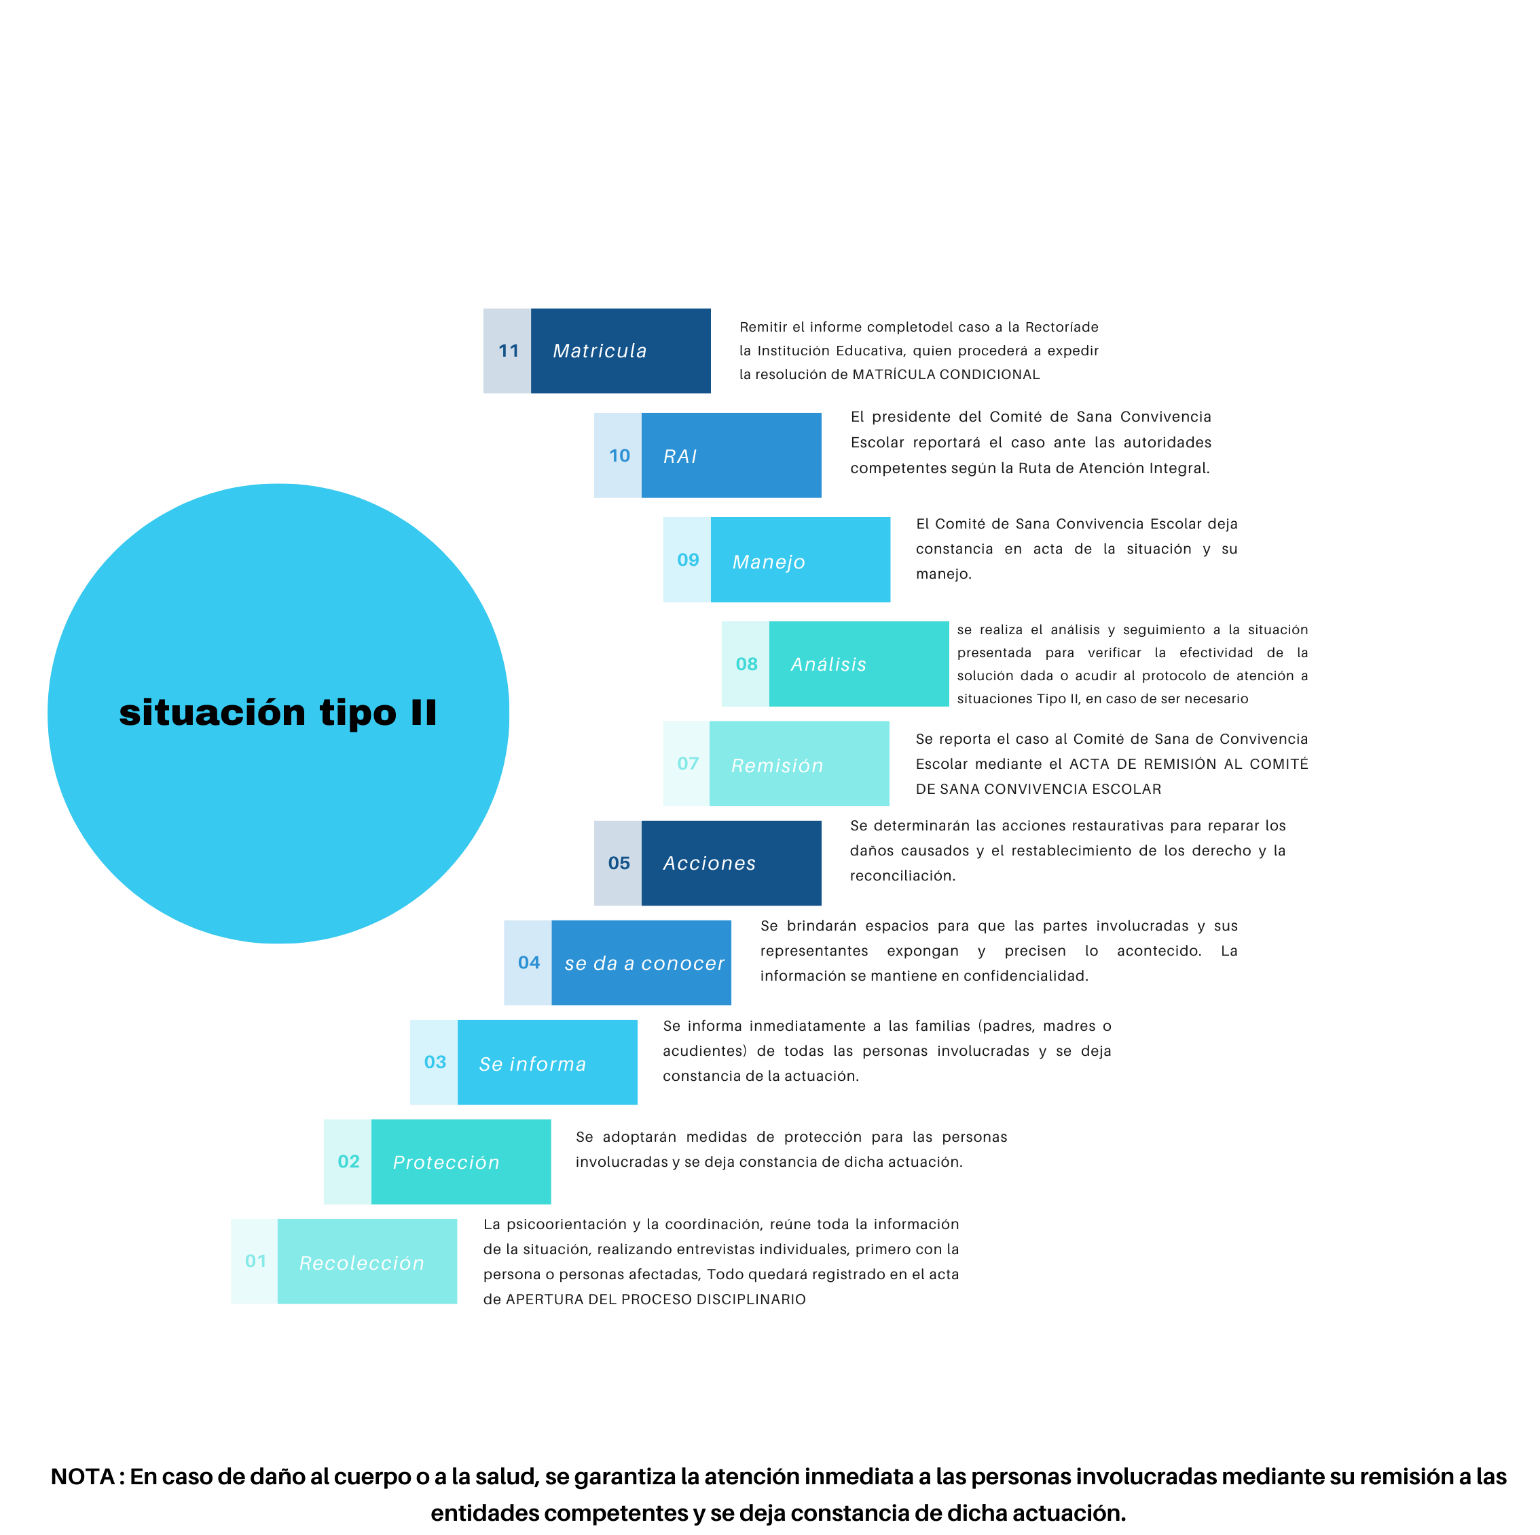 11
Matricula
Remitir el informe completodel caso a la Rectoríade
la Institución Educativa, quien procederá a expedir
la resolución de MATRÍCULA CONDICIONAL
10
RAI
El presidente del Comité de Sana Convivencia
Escolar reportará el caso ante las autoridades
competentes según la Ruta de Atención Integral.
09
Manejo
El Comité de Sana Convivencia Escolar deja
constancia en acta de la situación y su
manejo.
08
Análisis
se realiza el análisis y seguimiento a la situación
presentada para verificar la efectividad de la
solución dada o acudir al protocolo de atención a
situaciones Tipo II, en caso de ser necesario
situación tipo II
07
Remisión
Se reporta el caso al Comité de Sana de Convivencia
Escolar mediante el ACTA DE REMISIÓN AL COMITÉ
DE SANA CONVIVENCIA ESCOLAR
05
Acciones
Se determinarán las acciones restaurativas para reparar los
daños causados y el restablecimiento de los derecho y la
reconciliación.
04
se da a conocer
Se brindarán espacios para que las partes involucradas y sus
representantes expongan y precisen lo acontecido. La
información se mantiene en confidencialidad.
03
Se informa
Se informa inmediatamente a las familias (padres, madres o
acudientes) de todas las personas involucradas y se deja
constancia de la actuación.
02
Protección
Se adoptarán medidas de protección para las personas
involucradas y se deja constancia de dicha actuación.
01
Recolección
La psicoorientación y la coordinación, reúne toda la información
de la situación, realizando entrevistas individuales, primero con la
persona o personas afectadas, Todo quedará registrado en el acta
de APERTURA DEL PROCESO DISCIPLINARIO
NOTA : En caso de daño al cuerpo o a la salud, se garantiza la atención inmediata a las personas involucradas mediante su remisión a las
entidades competentes y se deja constancia de dicha actuación.